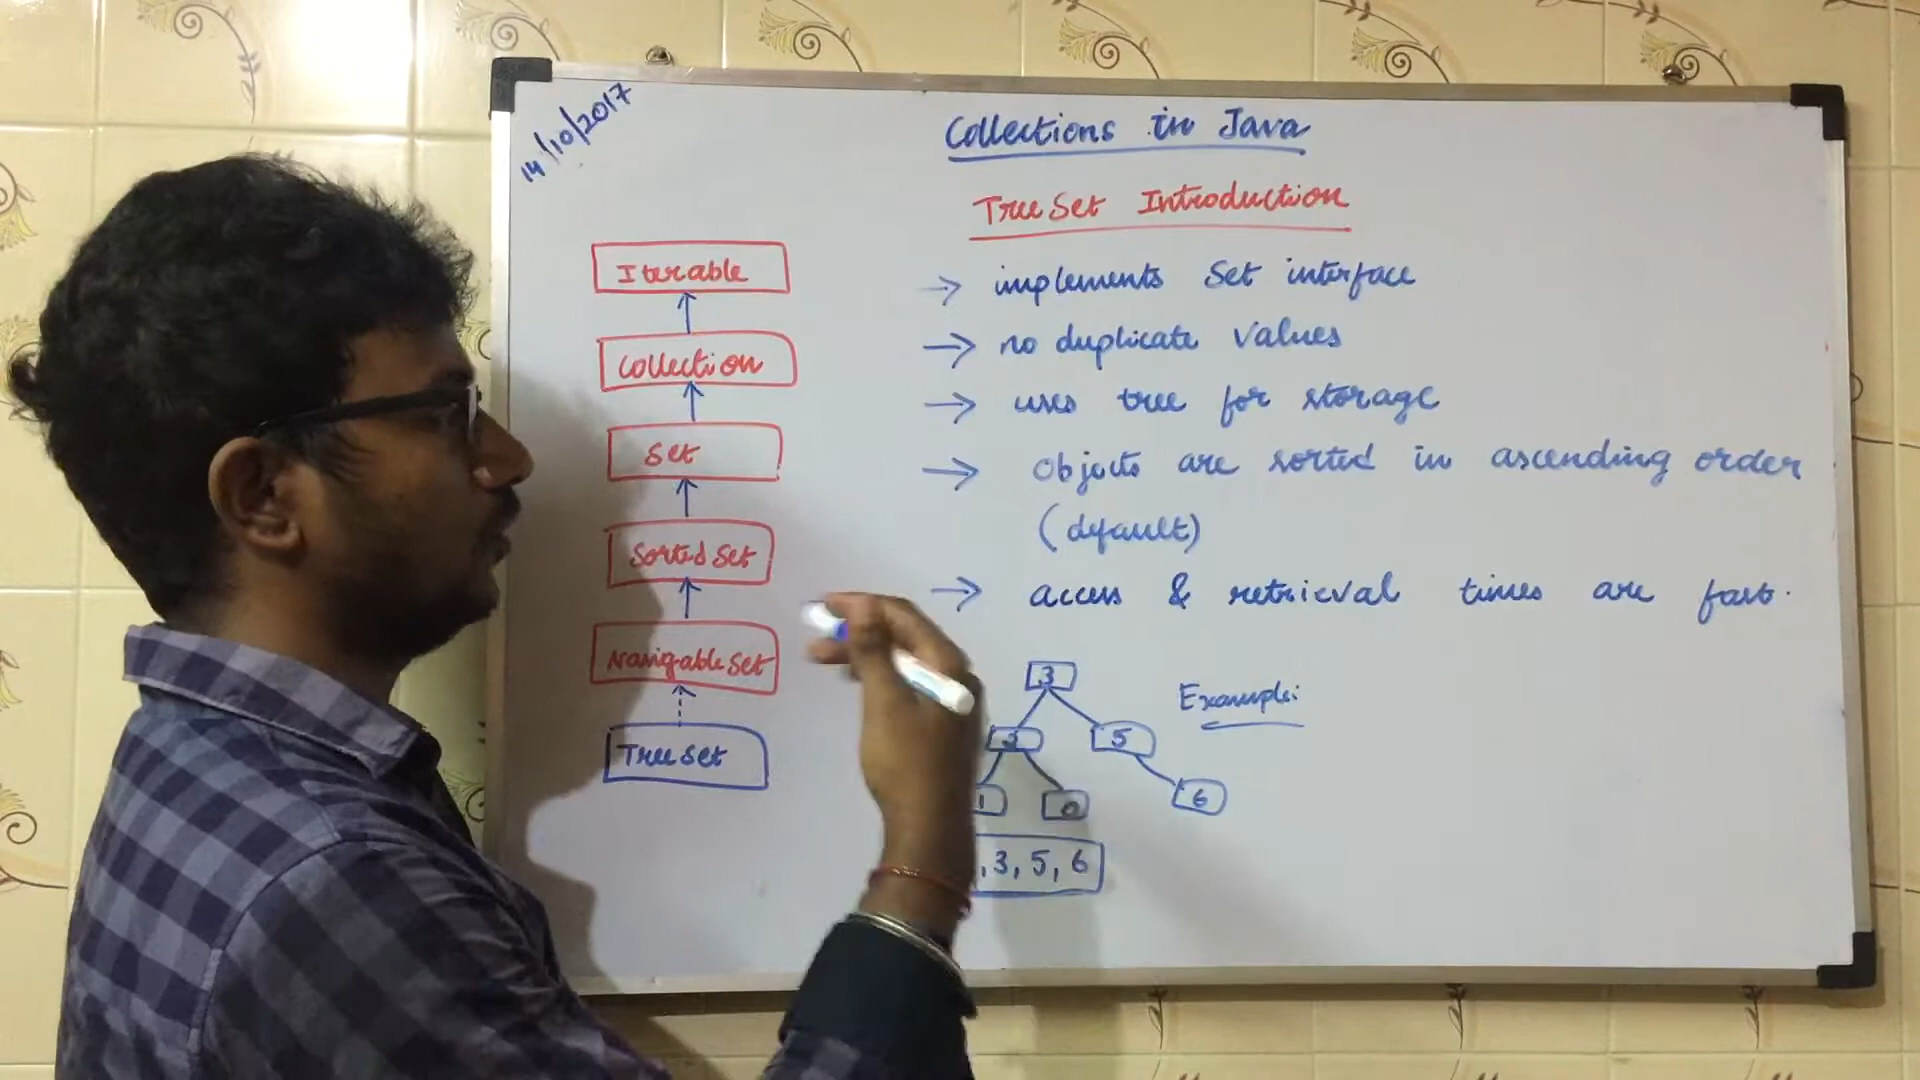 14/10/2017
Collections in Java
TreeSet Introduction
Iterable
Collection
Set
SortedSet
NavigableSet
TreeSet
→ implements Set interface
→ no duplicate values
→ uses tree for storage
→ Objects are sorted in ascending order
(default)
→ access & retrieval times are fast.
3
Example:
5
1
6
, 3, 5, 6